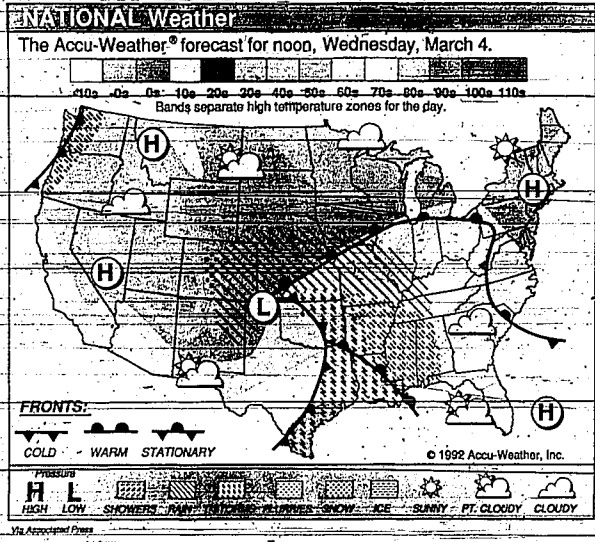 NATIONAL Weather
The Accu-Weather® forecast for noon, Wednesday, March 4.
-10s -0s 0s 10s 20s 30s 40s 50s 60s 70s 80s 90s 100s 110s
Bands separate high temperature zones for the day.
H
H
H
L
H
FRONTS:
COLD WARM STATIONARY
© 1992 Accu-Weather, Inc.
Pressure
H L
HIGH LOW SHOWERS RAIN T-STORMS FLURRIES SNOW ICE SUNNY PT. CLOUDY CLOUDY
Via Associated Press